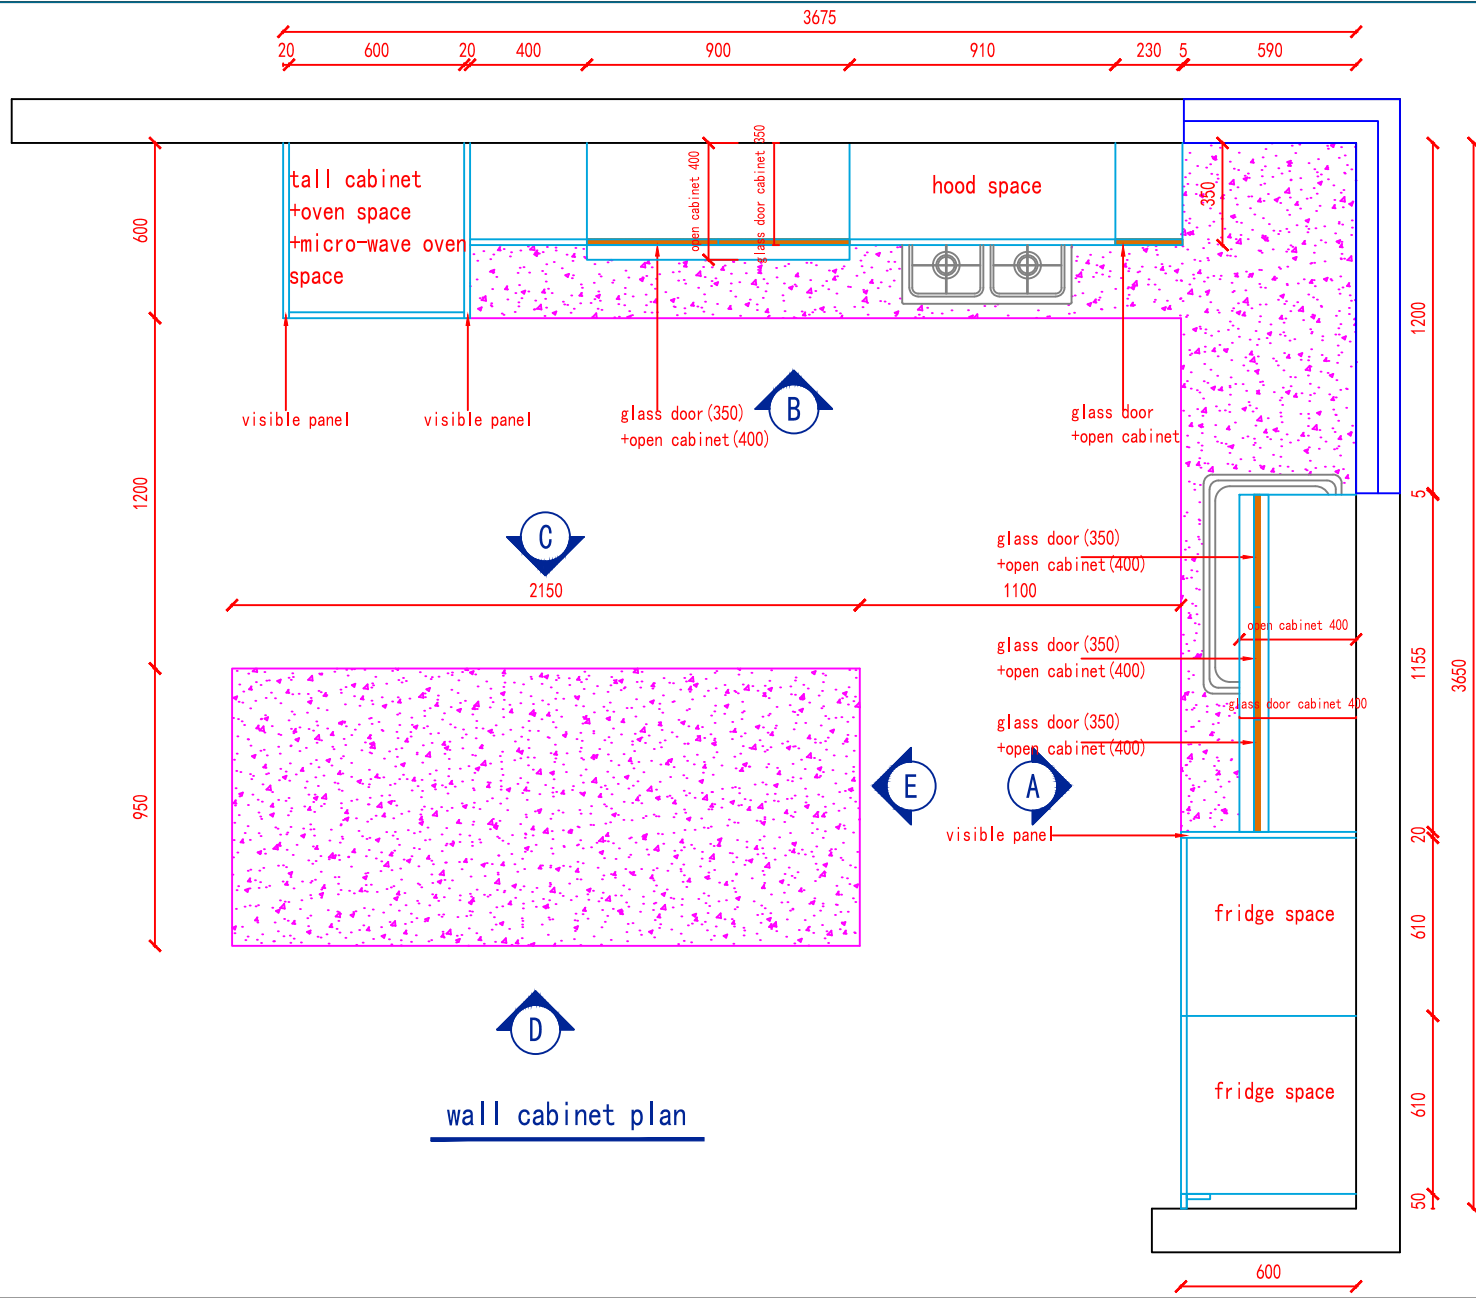 3675
20 600 20 400 900 910 230 5 590
tall cabinet
+oven space
+micro-wave oven
space
open cabinet 400
glass door cabinet 350
hood space
350
600
1200
950
visible panel
visible panel
glass door(350)
+open cabinet(400)
B
glass door
+open cabinet
1200
5
1155
20
610
610
50
3650
C
2150
1100
glass door(350)
+open cabinet(400)
open cabinet 400
glass door(350)
+open cabinet(400)
glass door cabinet 400
glass door(350)
+open cabinet(400)
E
A
visible panel
fridge space
fridge space
D
wall cabinet plan
600